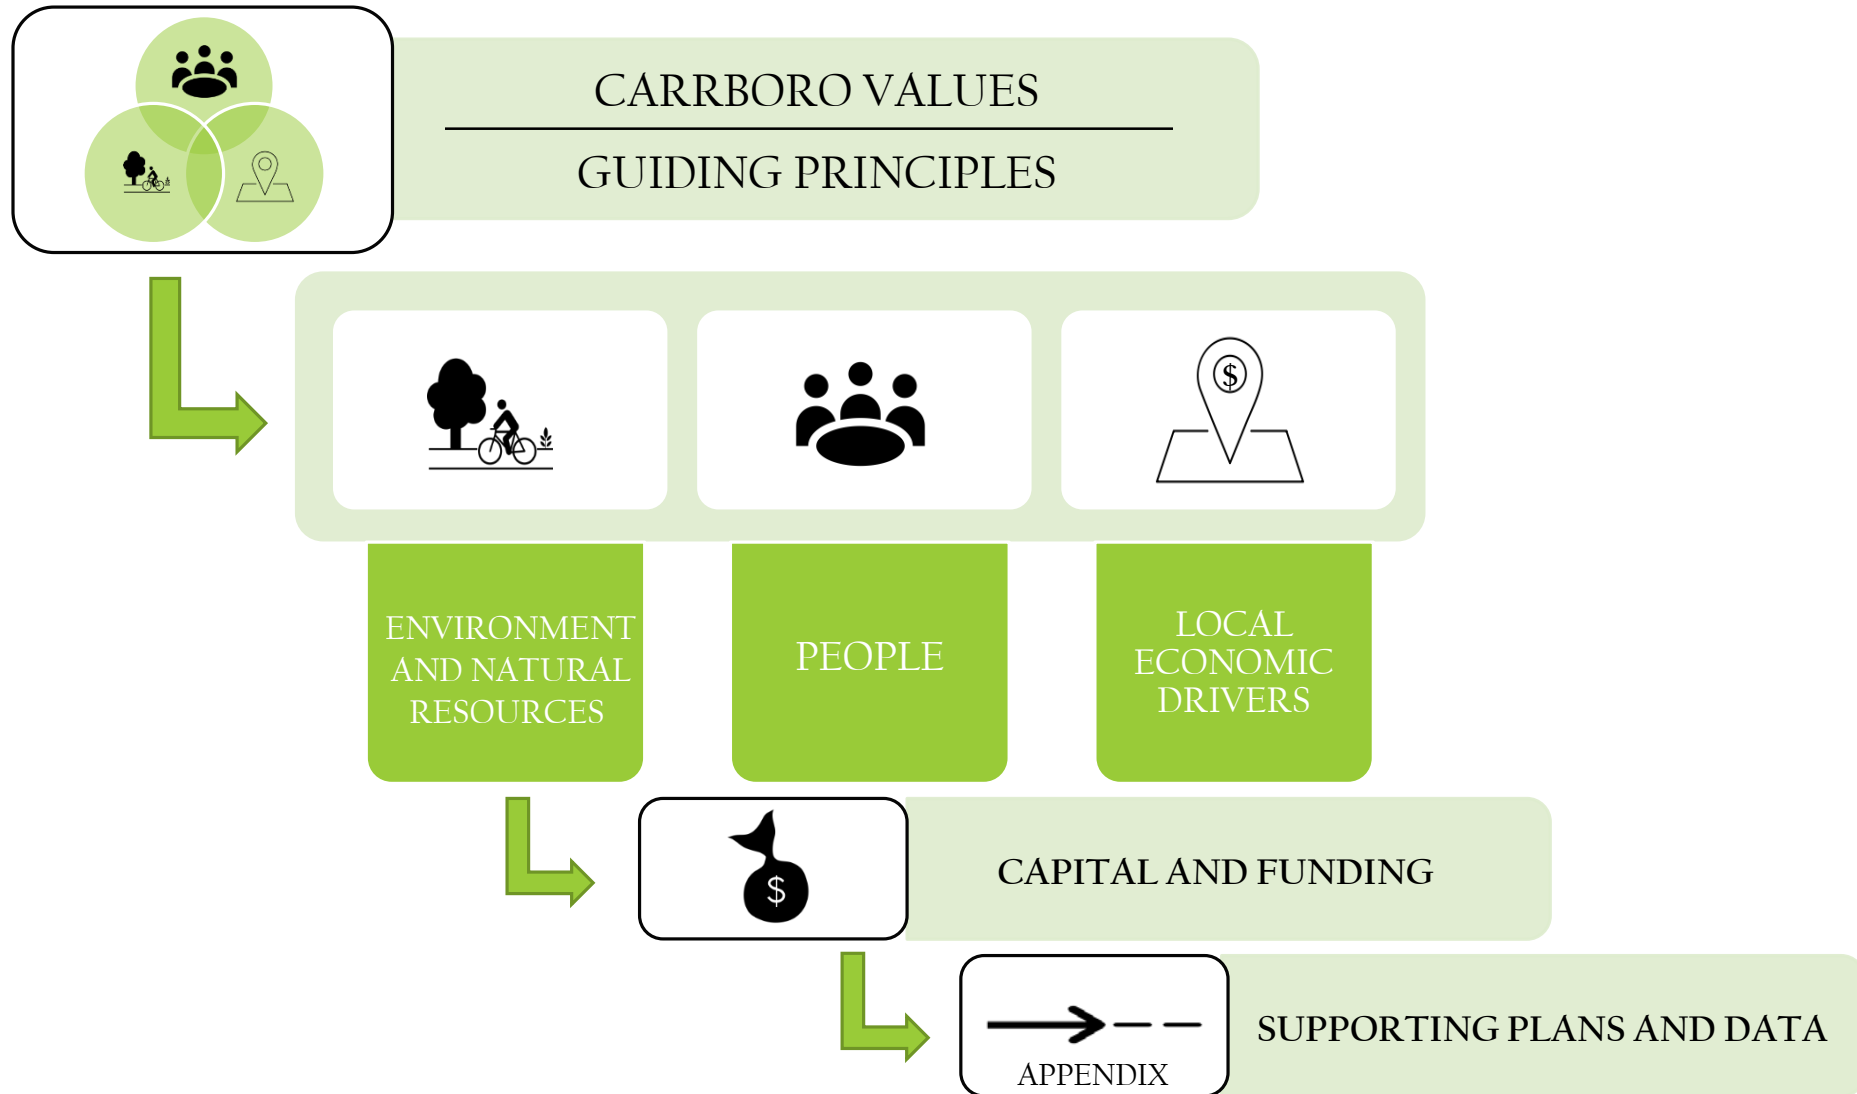 CARRBORO VALUES
GUIDING PRINCIPLES
$
ENVIRONMENT
AND NATURAL
RESOURCES
PEOPLE
LOCAL
ECONOMIC
DRIVERS
$
CAPITAL AND FUNDING
APPENDIX
SUPPORTING PLANS AND DATA